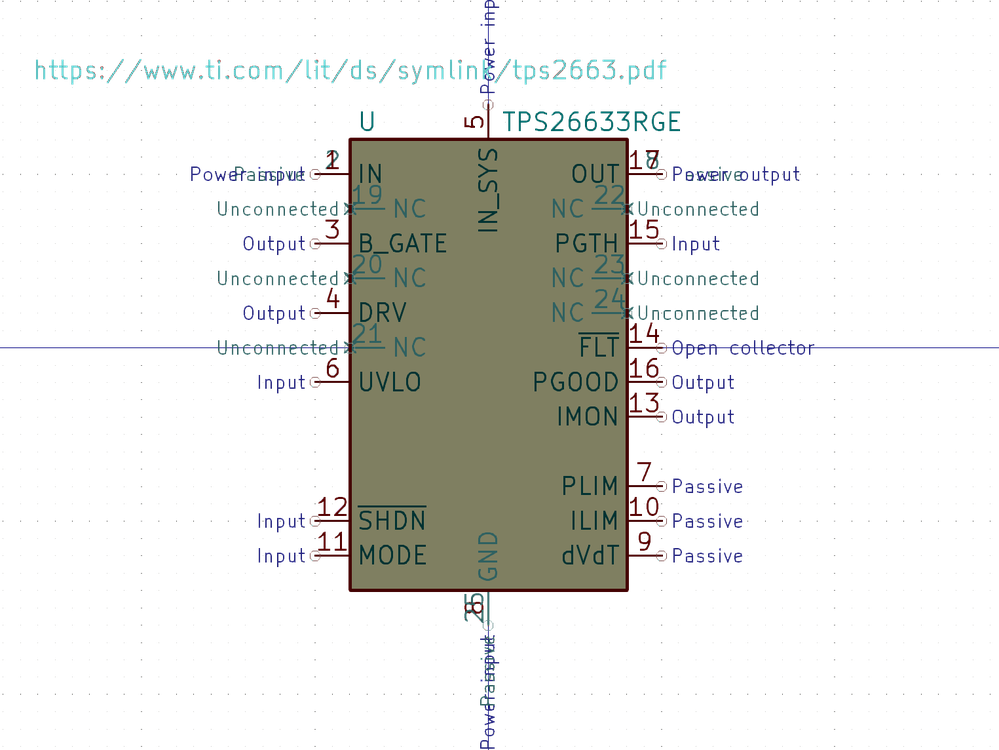 Power inp
https://www.ti.com/lit/ds/symlink/tps2663.pdf
U 5 TPS26633RGE
Power input Passive 1 2 IN IN_SYS OUT 17 18 Power output Passive
Unconnected 19 NC NC 22 Unconnected
Output 3 B_GATE PGTH 15 Input
Unconnected 20 NC NC 23 Unconnected
Output 4 DRV NC 24 Unconnected
Unconnected 21 NC FLT 14 Open collector
Input 6 UVLO PGOOD 16 Output
IMON 13 Output
PLIM 7 Passive
Input 12 SHDN ILIM 10 Passive
Input 11 MODE GND dVdT 9 Passive
8 25
Power input Passive